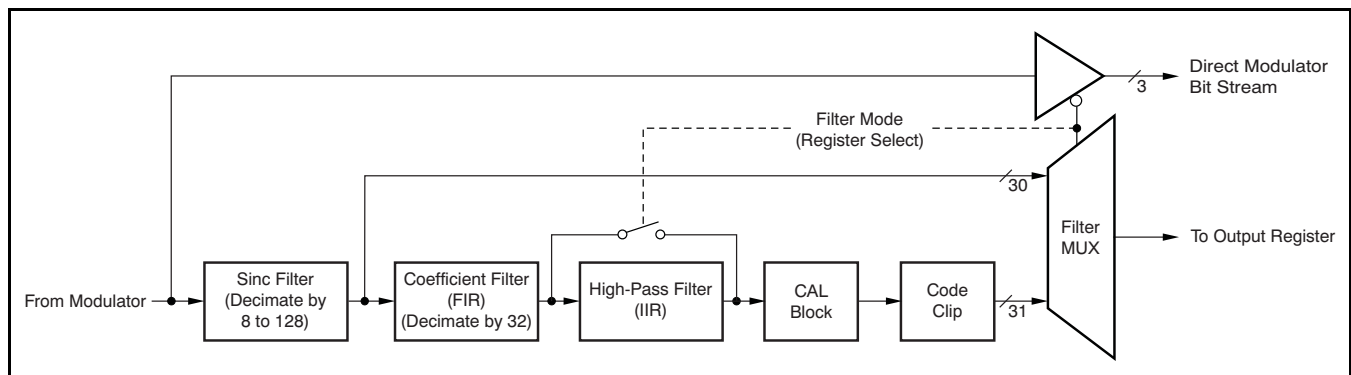 Direct Modulator
Bit Stream
3
Filter Mode
(Register Select)
30
Filter
MUX
To Output Register
From Modulator
Sinc Filter
(Decimate by
8 to 128)
Coefficient Filter
(FIR)
(Decimate by 32)
High-Pass Filter
(IIR)
CAL
Block
Code
Clip
31